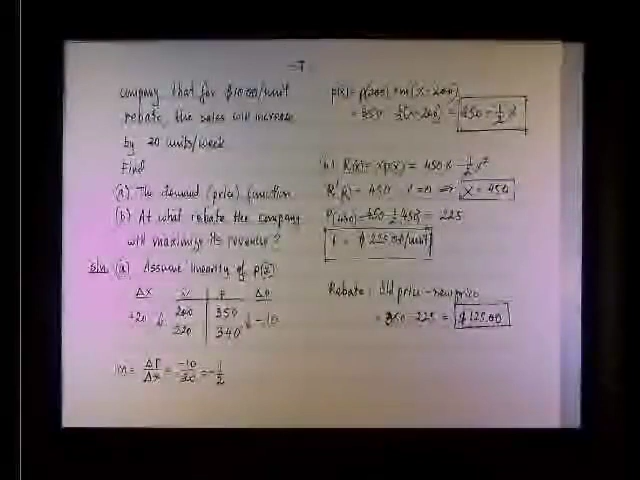 company that for $10.00/unit
rebate, the sales will increase
by 20 units/week
Find
(a) The demand (price) function
(b) At what rebate the company
will maximize its revenue?
soln (a) Assume linearity of p(x)
Δx x P Δp
+20 ↓ 200 350 ↓ -10
220 340
m = ΔP/Δx = -10/20 = -1/2
p(x) = p(200) + m(x - 200)
= 350 - 1/2(x - 200) = 450 - 1/2 x
(b) R(x) = xp(x) = 450x - 1/2 x²
R'(x) = 450 - x = 0 ⇒ x = 450
P(450) = 450 - 1/2 450 = 225
P = $225.00/unit
Rebate: Old price - new price
= 350 - 225 = $125.00